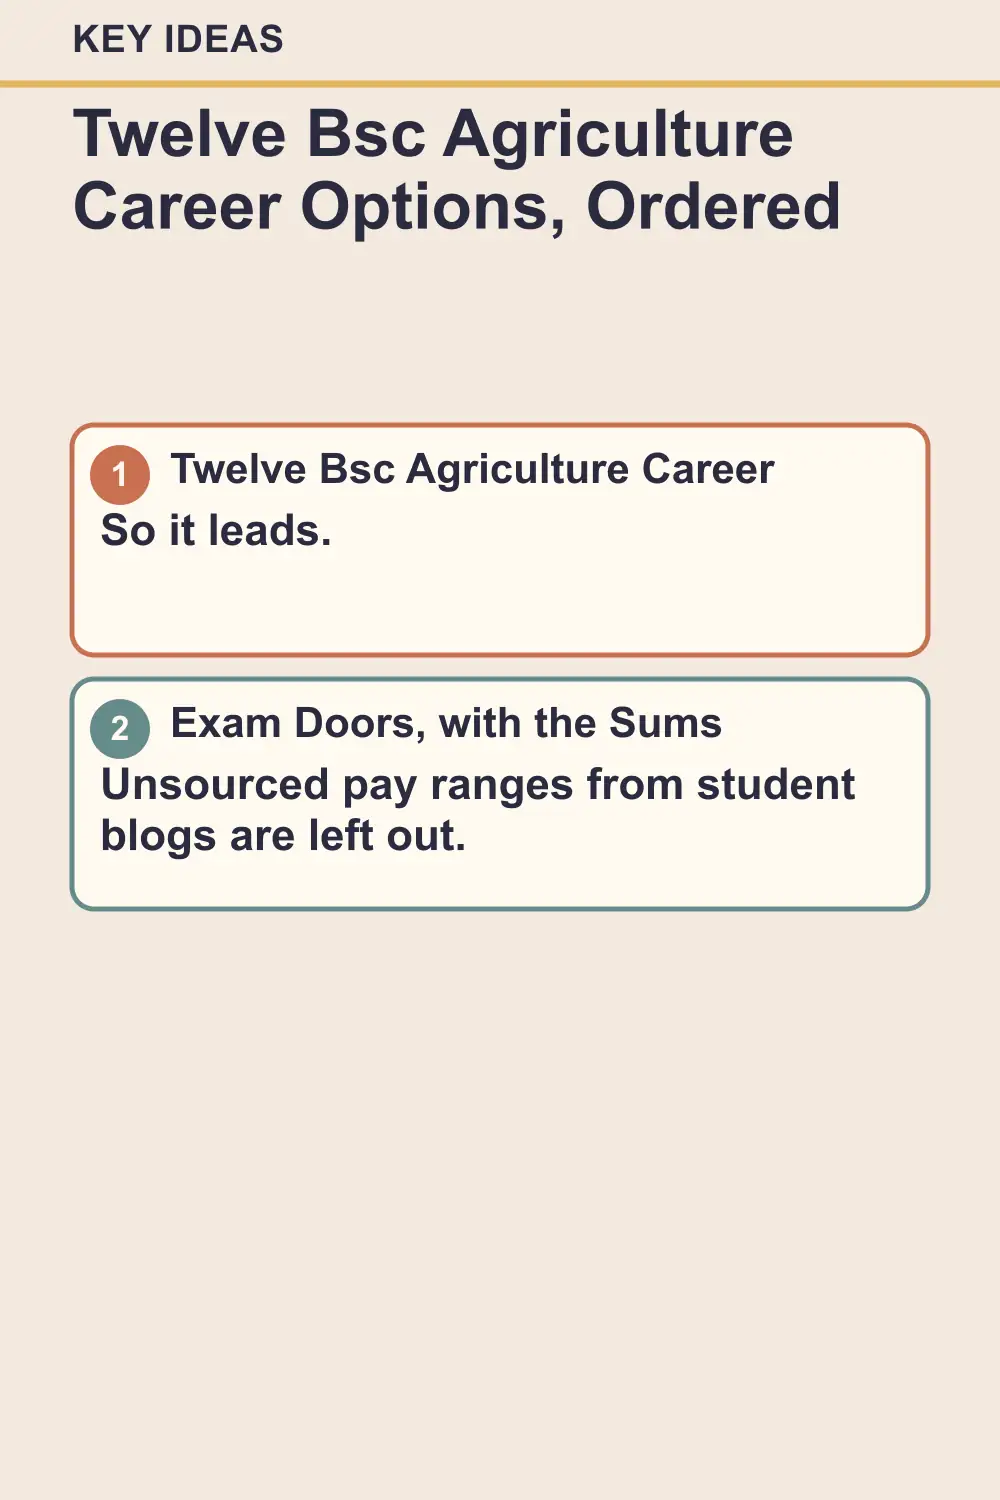 KEY IDEAS
Twelve Bsc Agriculture
Career Options, Ordered
1 Twelve Bsc Agriculture Career
So it leads.
2 Exam Doors, with the Sums
Unsourced pay ranges from student
blogs are left out.